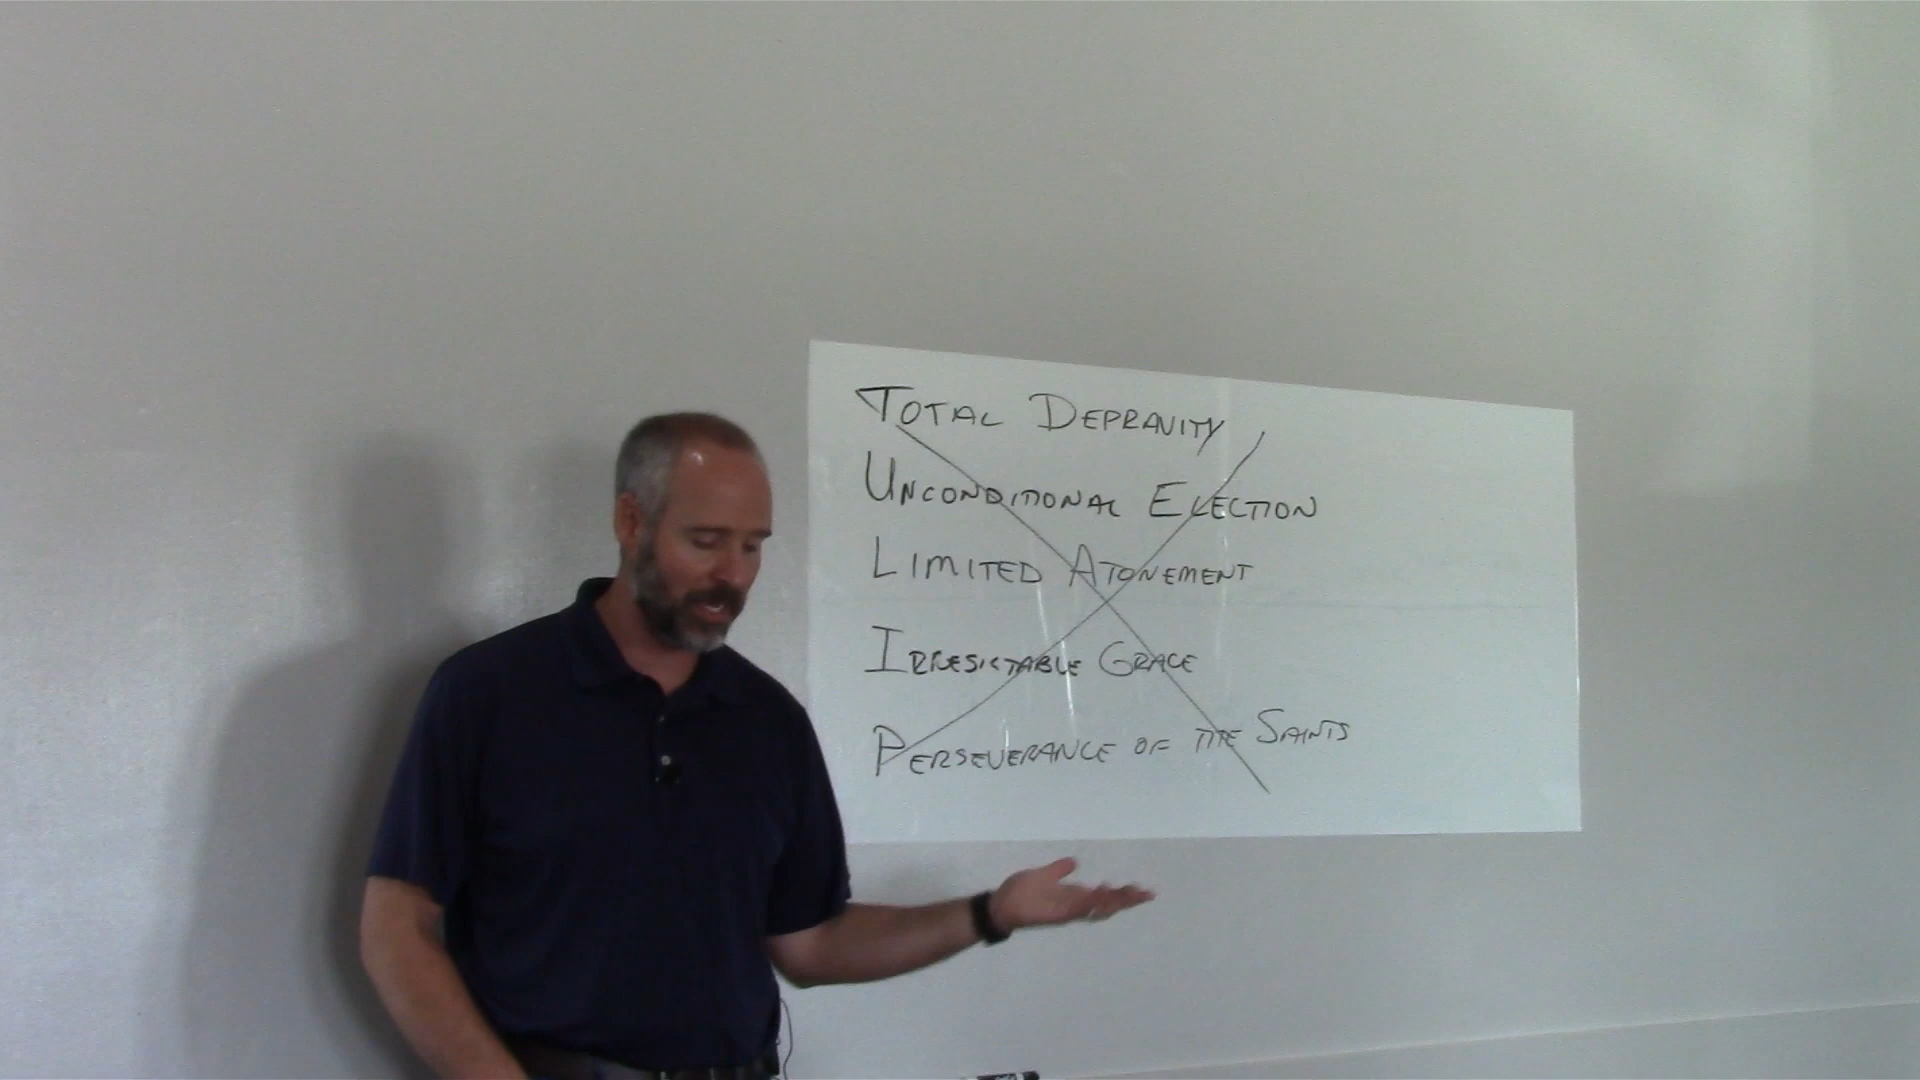 TOTAL DEPRAVITY
UNCONDITIONAL ELECTION
LIMITED ATONEMENT
IRRESISTABLE GRACE
PERSEVERANCE OF THE SAINTS